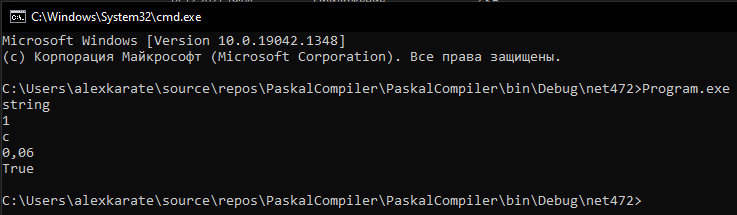 C:\Windows\System32\cmd.exe
Microsoft Windows [Version 10.0.19042.1348]
(c) Корпорация Майкрософт (Microsoft Corporation). Все права защищены.
C:\Users\alexkarate\source\repos\PaskalCompiler\PaskalCompiler\bin\Debug\net472>Program.exe
string
1
c
0,06
True
C:\Users\alexkarate\source\repos\PaskalCompiler\PaskalCompiler\bin\Debug\net472>